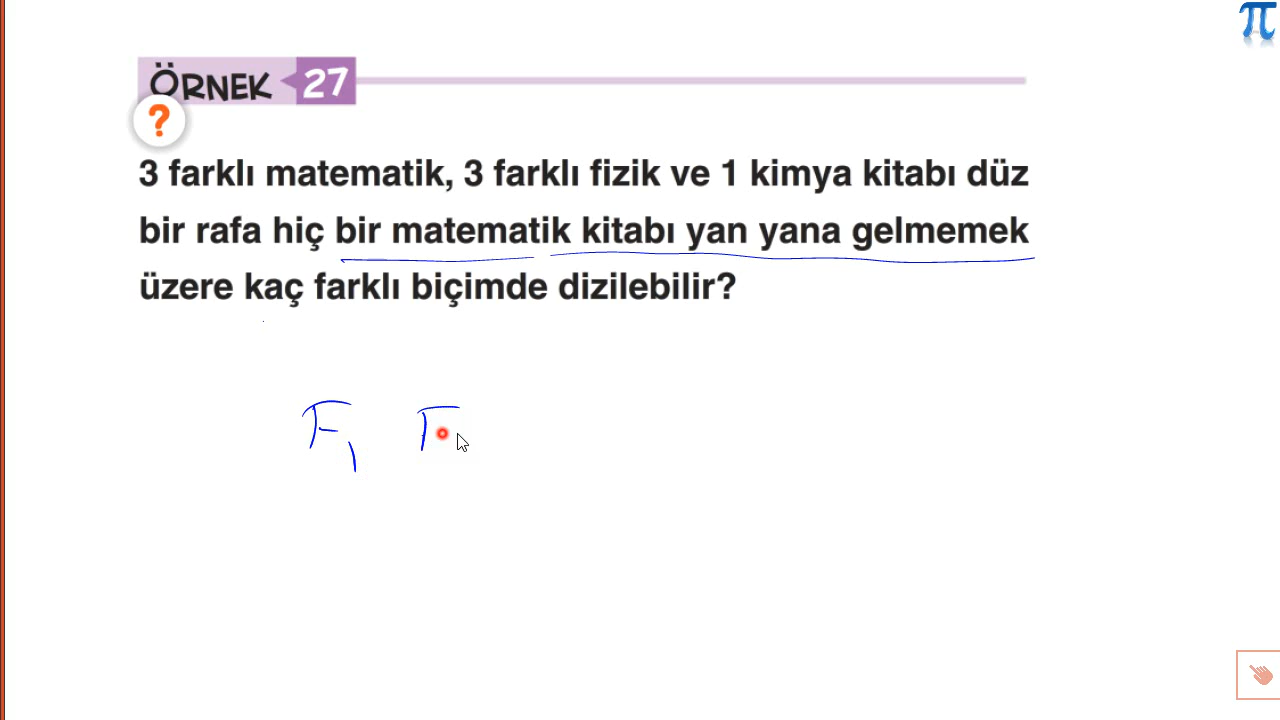 ÖRNEK 27
?
3 farklı matematik, 3 farklı fizik ve 1 kimya kitabı düz
bir rafa hiç bir matematik kitabı yan yana gelmemek
üzere kaç farklı biçimde dizilebilir?
F₁ F
π